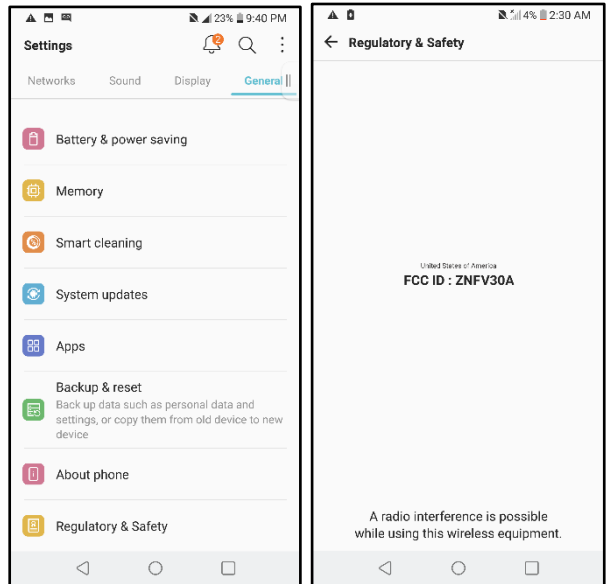 23% 9:40 PM
Settings
2
Networks Sound Display General
Battery & power saving
Memory
Smart cleaning
System updates
Apps
Backup & reset
Back up data such as personal data and
settings, or copy them from old device to new
device
About phone
Regulatory & Safety
4% 2:30 AM
Regulatory & Safety
United States of America
FCC ID : ZNFV30A
A radio interference is possible
while using this wireless equipment.